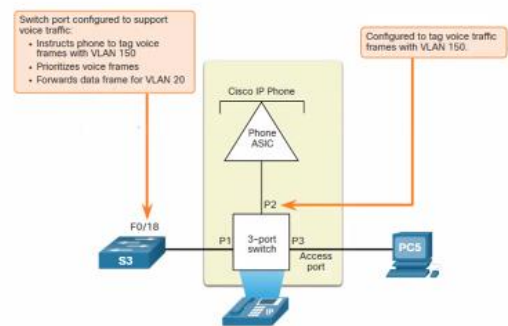 Switch port configured to support
voice traffic:
• Instructs phone to tag voice
frames with VLAN 150
• Prioritizes voice frames
• Forwards data frame for VLAN 20
Configured to tag voice traffic
frames with VLAN 150.
Cisco IP Phone
Phone
ASIC
P2
F0/18
P1
3-port
switch
P3
Access
port
S3
PC5
IP